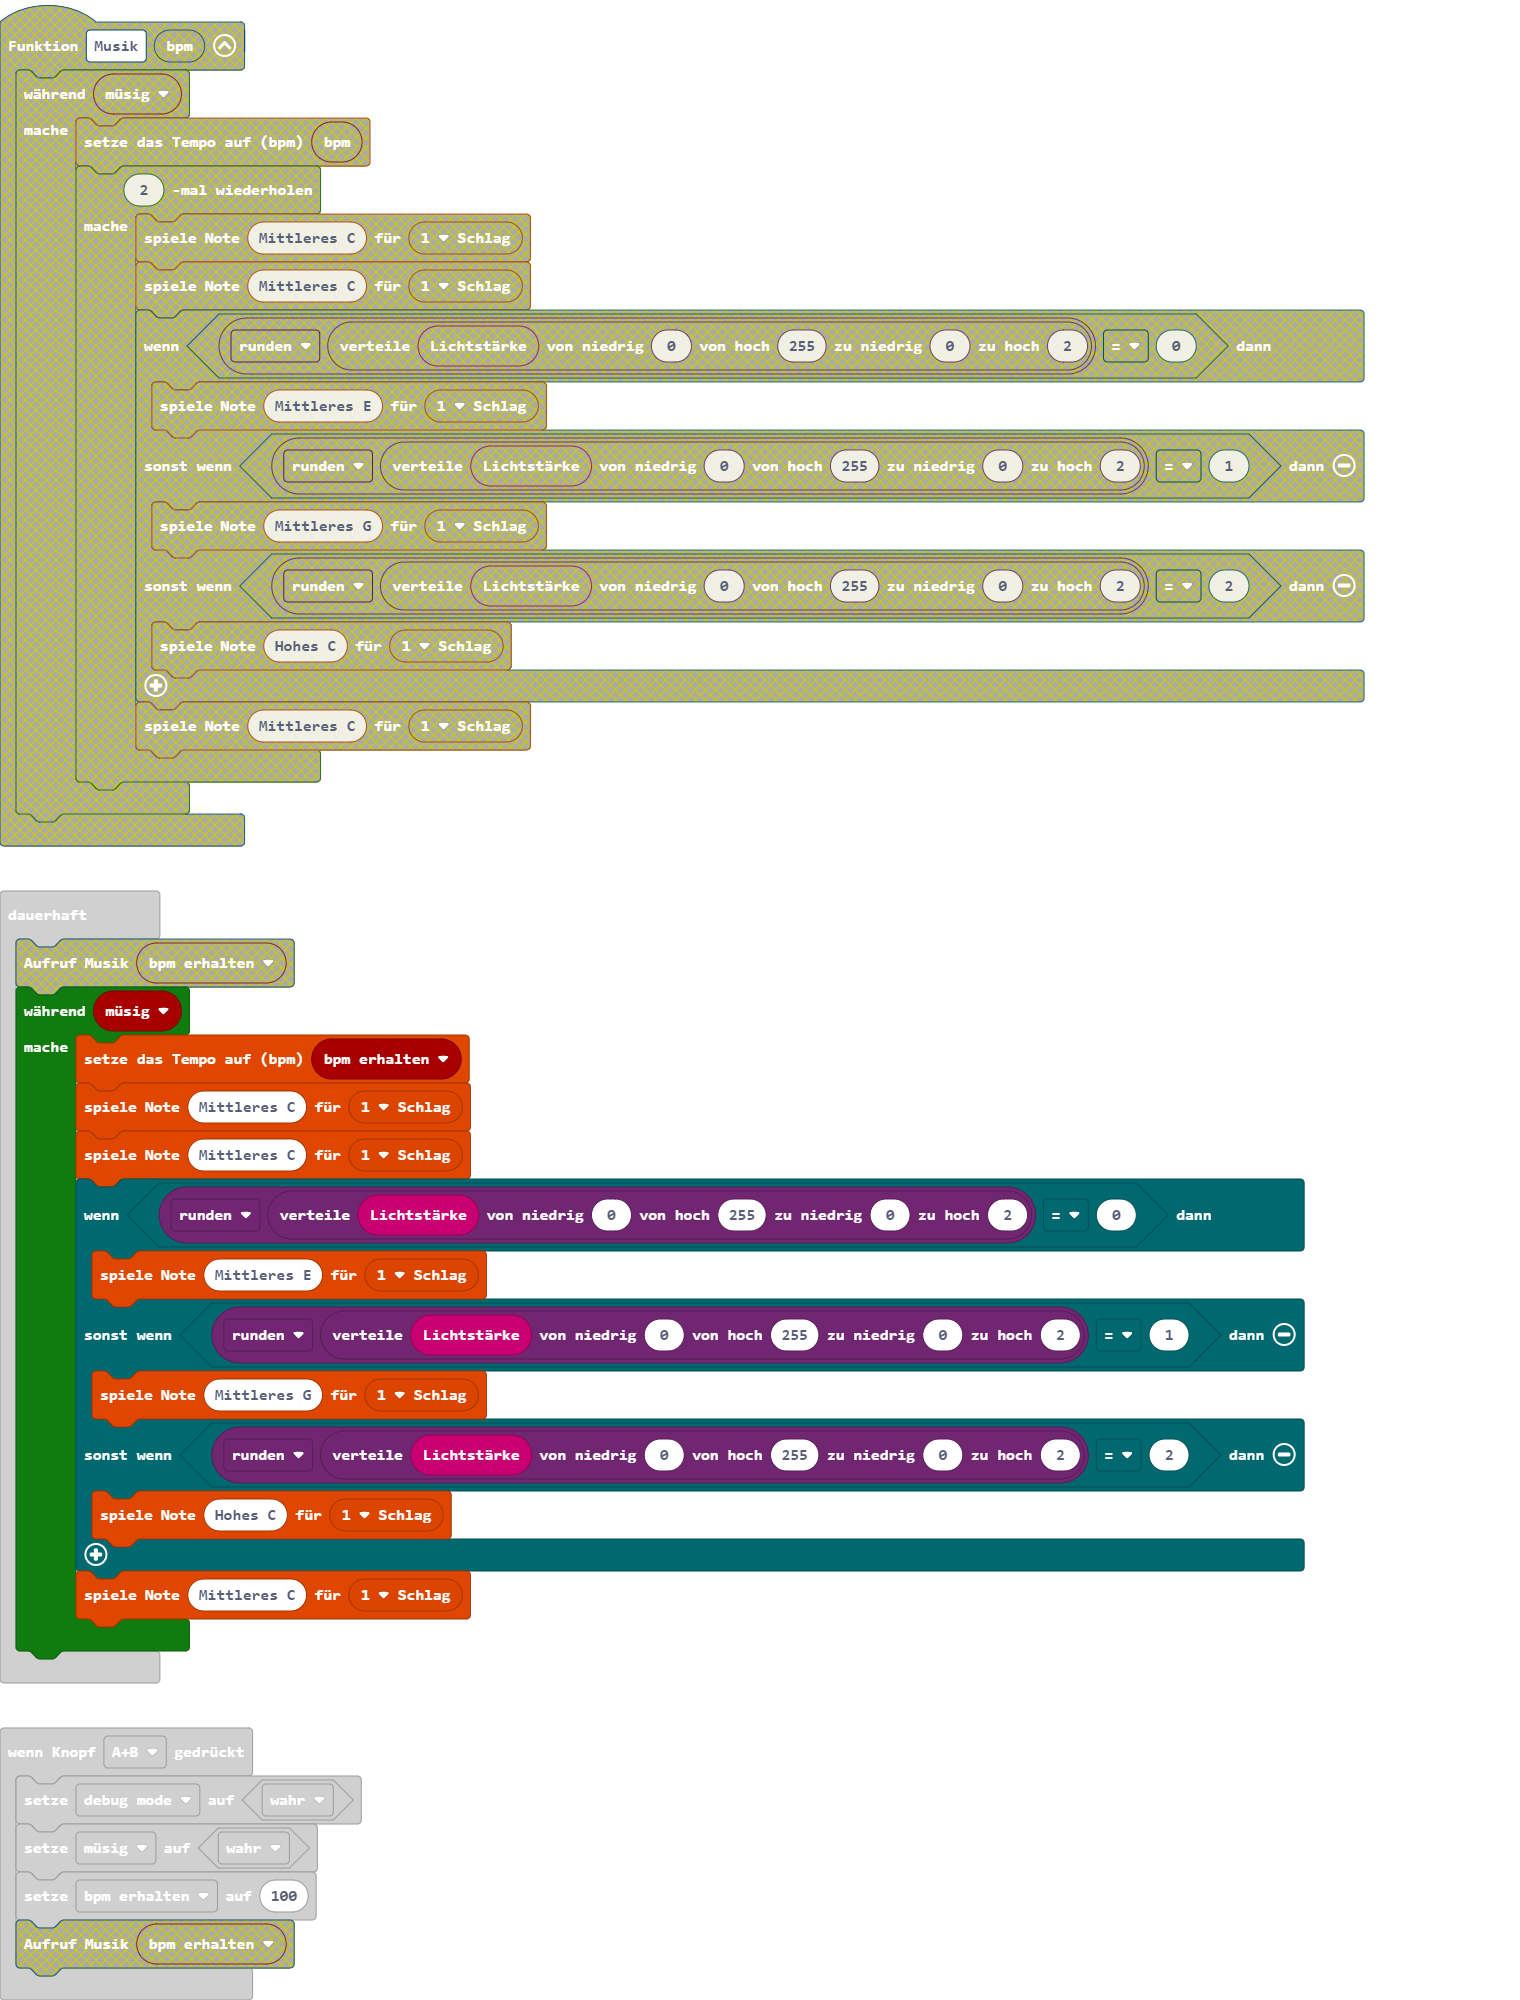 Funktion Musik bpm
während müsig
mache
setze das Tempo auf (bpm) bpm
2 -mal wiederholen
mache
spiele Note Mittleres C für 1 Schlag
spiele Note Mittleres C für 1 Schlag
wenn runden verteile Lichtstärke von niedrig 0 von hoch 255 zu niedrig 0 zu hoch 2 = 0 dann
spiele Note Mittleres E für 1 Schlag
sonst wenn runden verteile Lichtstärke von niedrig 0 von hoch 255 zu niedrig 0 zu hoch 2 = 1 dann
spiele Note Mittleres G für 1 Schlag
sonst wenn runden verteile Lichtstärke von niedrig 0 von hoch 255 zu niedrig 0 zu hoch 2 = 2 dann
spiele Note Hohes C für 1 Schlag
spiele Note Mittleres C für 1 Schlag
dauerhaft
Aufruf Musik bpm erhalten
während müsig
mache
setze das Tempo auf (bpm) bpm erhalten
spiele Note Mittleres C für 1 Schlag
spiele Note Mittleres C für 1 Schlag
wenn runden verteile Lichtstärke von niedrig 0 von hoch 255 zu niedrig 0 zu hoch 2 = 0 dann
spiele Note Mittleres E für 1 Schlag
sonst wenn runden verteile Lichtstärke von niedrig 0 von hoch 255 zu niedrig 0 zu hoch 2 = 1 dann
spiele Note Mittleres G für 1 Schlag
sonst wenn runden verteile Lichtstärke von niedrig 0 von hoch 255 zu niedrig 0 zu hoch 2 = 2 dann
spiele Note Hohes C für 1 Schlag
spiele Note Mittleres C für 1 Schlag
wenn Knopf A+B gedrückt
setze debug mode auf wahr
setze müsig auf wahr
setze bpm erhalten auf 100
Aufruf Musik bpm erhalten